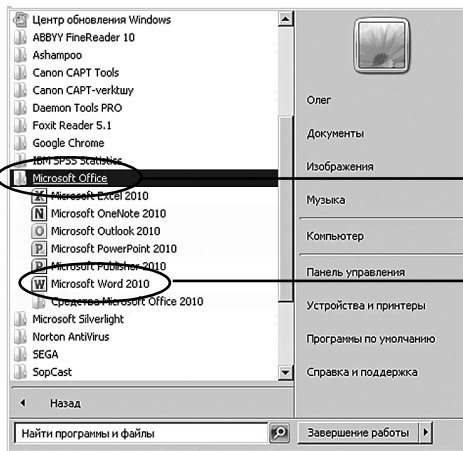 Центр обновления Windows
ABBYY FineReader 10
Ashampoo
Canon CAPT Tools
Canon CAPT-verktыy
Daemon Tools PRO
Foxit Reader 5.1
Google Chrome
IBM SPSS Statistics
Microsoft Office
Microsoft Excel 2010
Microsoft OneNote 2010
Microsoft Outlook 2010
Microsoft PowerPoint 2010
Microsoft Publisher 2010
Microsoft Word 2010
Средства Microsoft Office 2010
Microsoft Silverlight
Norton AntiVirus
SEGA
SopCast
Назад
Найти программы и файлы
Олег
Документы
Изображения
Музыка
Компьютер
Панель управления
Устройства и принтеры
Программы по умолчанию
Справка и поддержка
Завершение работы